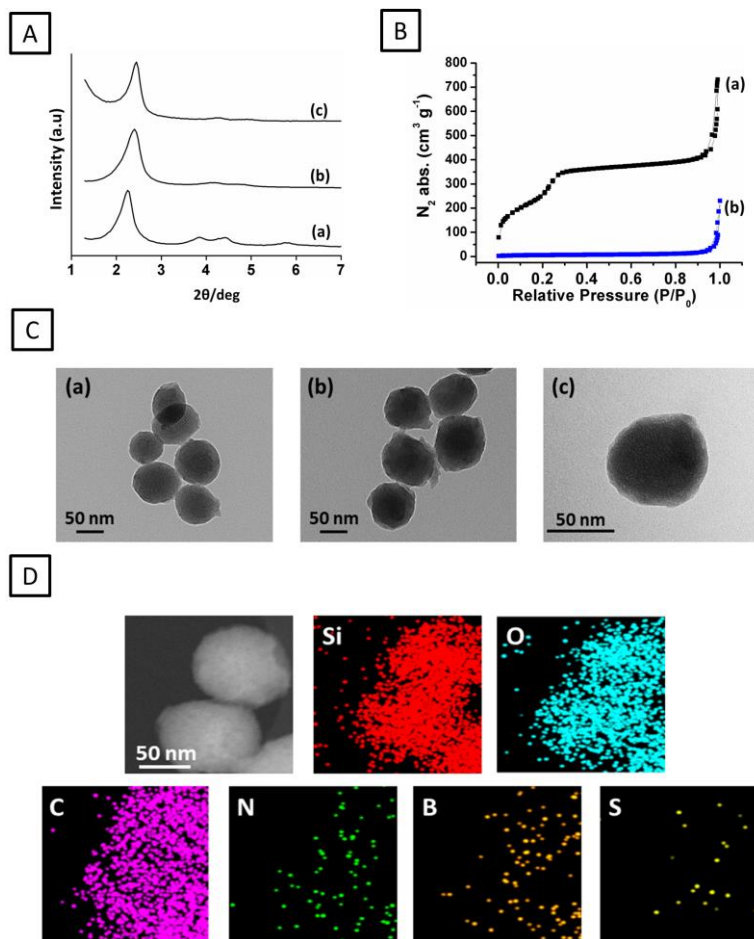 A
Intensity (a.u)
(c)
(b)
(a)
1 2 3 4 5 6 7
2θ/deg
B
N₂ abs. (cm³ g⁻¹)
800
700
600
500
400
300
200
100
0
(a)
(b)
0.0 0.2 0.4 0.6 0.8 1.0
Relative Pressure (P/P₀)
C
(a)
50 nm
(b)
50 nm
(c)
50 nm
D
50 nm
Si
O
C
N
B
S